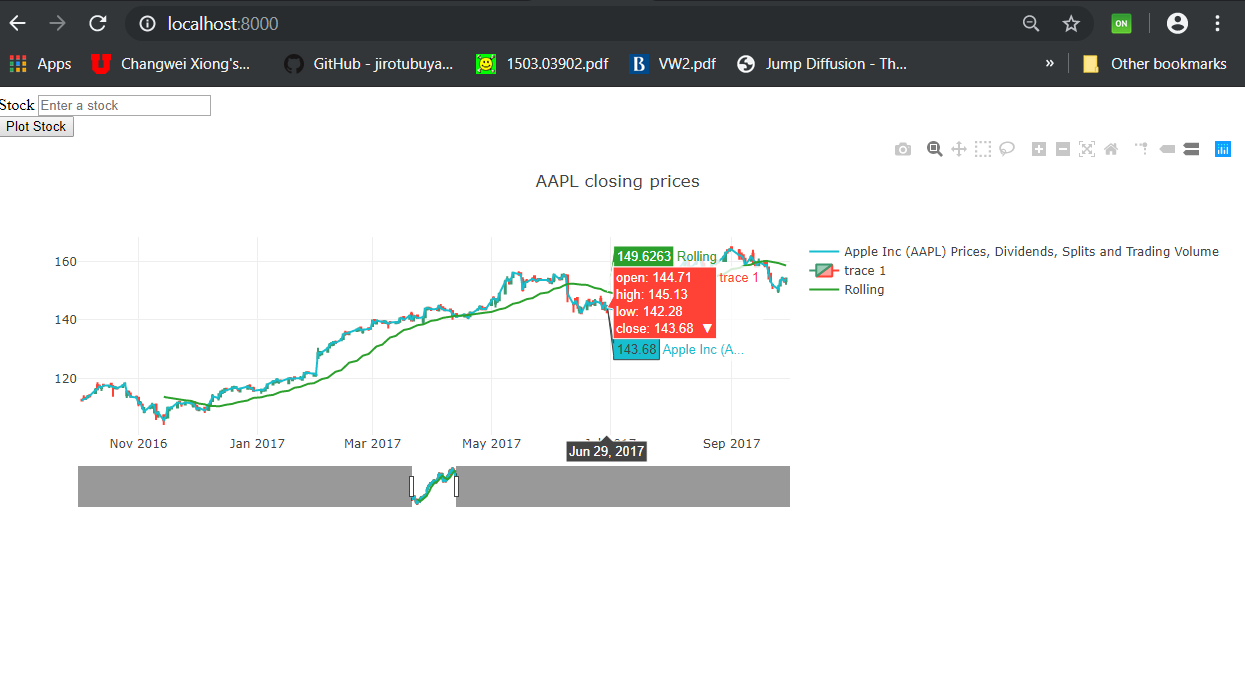 localhost:8000
ON
Apps
Changwei Xiong's...
GitHub - jirotubuya...
1503.03902.pdf
B
VW2.pdf
Jump Diffusion - Th...
»
Other bookmarks
Stock Enter a stock
Plot Stock
AAPL closing prices
160
140
120
149.6263 Rolling
open: 144.71
high: 145.13
low: 142.28
close: 143.68 ▼
trace 1
143.68 Apple Inc (A...
Apple Inc (AAPL) Prices, Dividends, Splits and Trading Volume
trace 1
Rolling
Nov 2016 Jan 2017 Mar 2017 May 2017 Sep 2017
Jun 29, 2017